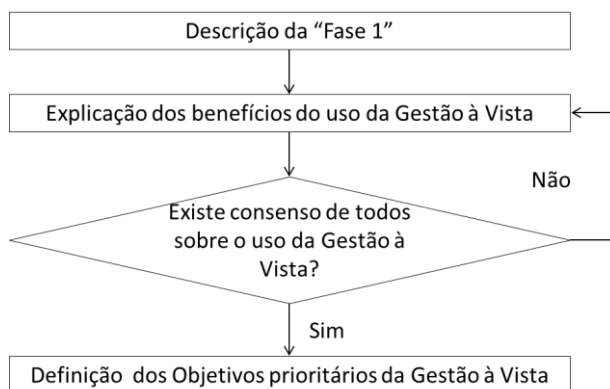 Descrição da “Fase 1”
Explicação dos benefícios do uso da Gestão à Vista
Não
Existe consenso de todos
sobre o uso da Gestão à
Vista?
Sim
Definição dos Objetivos prioritários da Gestão à Vista